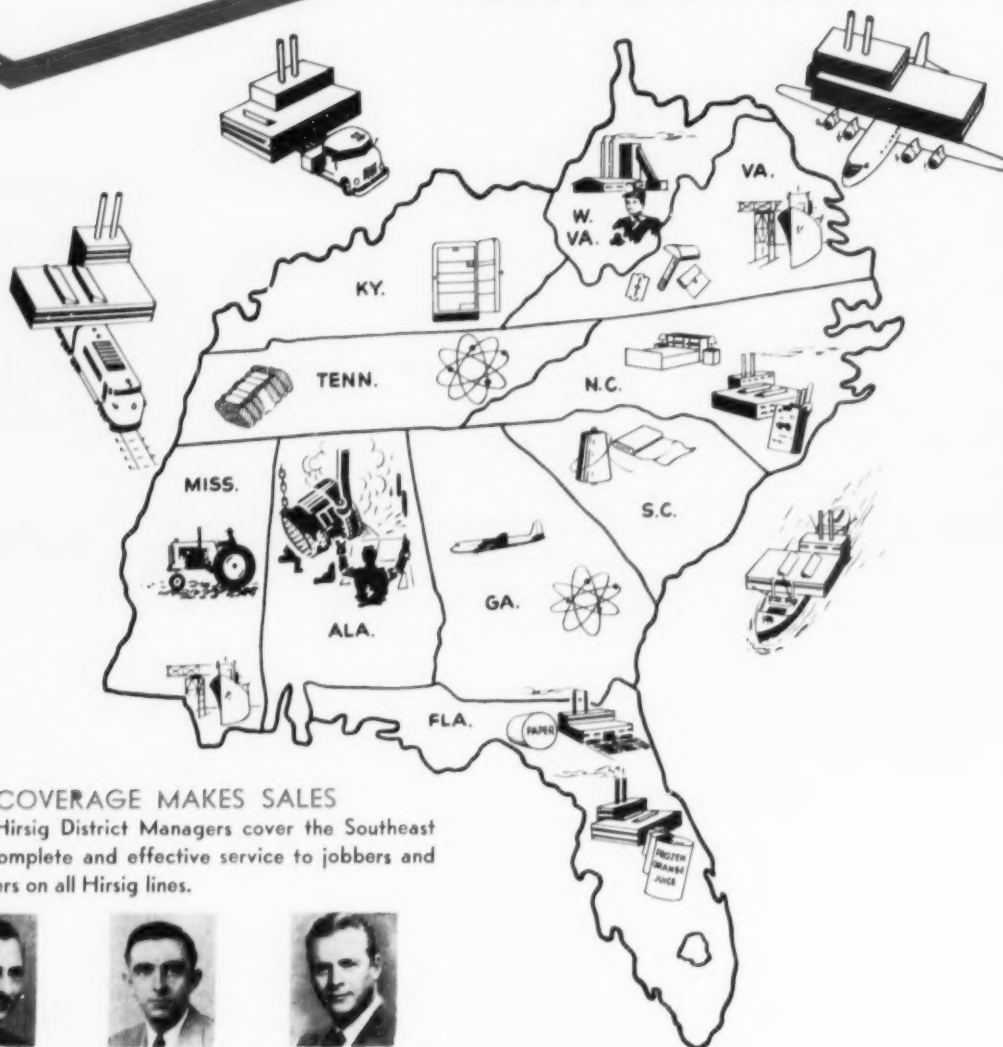 VA.
W.
VA.
KY.
TENN.
N.C.
MISS.
S.C.
GA.
ALA.
FLA.
PAPER
FROZEN
ORANGE
JUICE
COVERAGE MAKES SALES
Hirsig District Managers cover the Southeast
omplete and effective service to jobbers and
ers on all Hirsig lines.